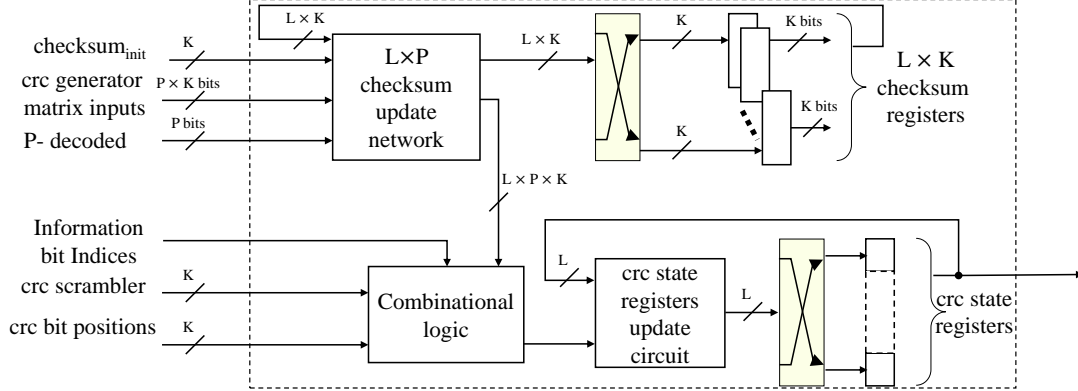 L × K
checksum_init
K
crc generator
matrix inputs
P × K bits
P- decoded
P bits
L×P
checksum
update
network
L × K
K
K
K bits
K bits
L × K
checksum
registers
L × P × K
Information
bit Indices
crc scrambler
K
crc bit positions
K
Combinational
logic
L
crc state
registers
update
circuit
L
crc state
registers